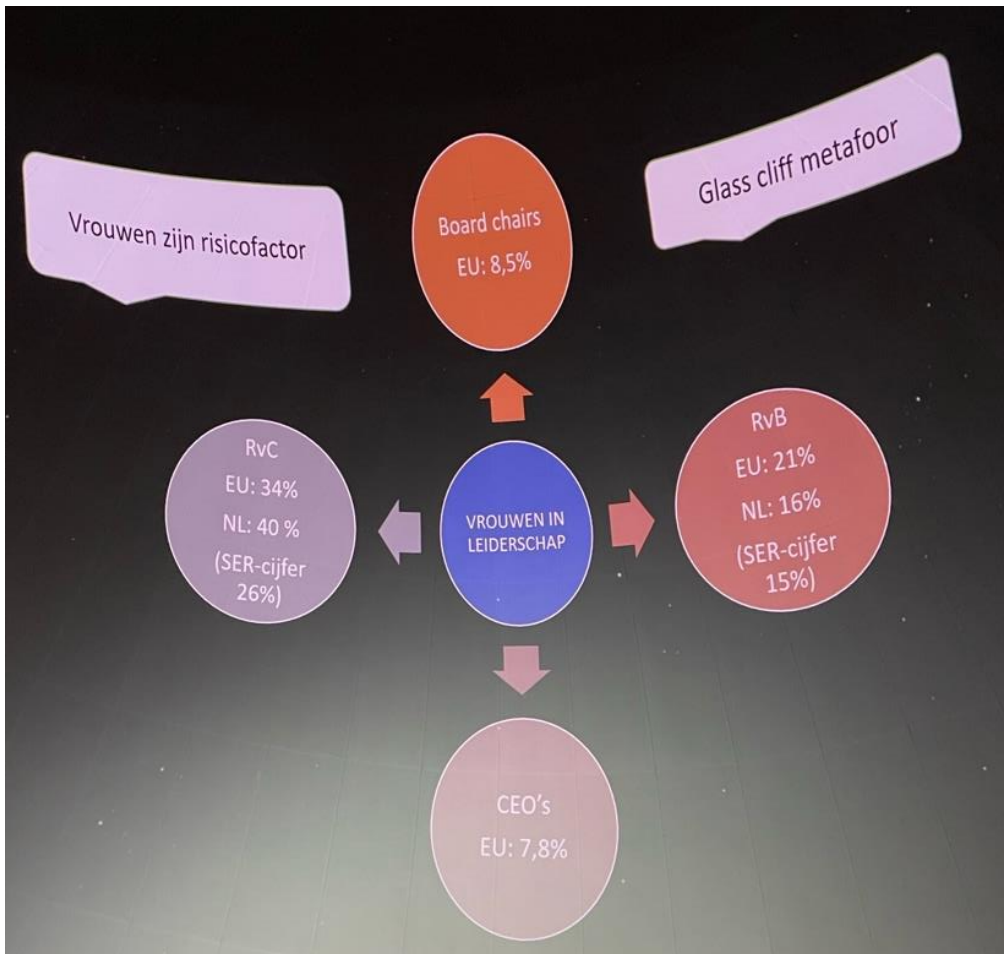 Vrouwen zijn risicofactor
Glass cliff metafoor
Board chairs
EU: 8,5%
RvC
EU: 34%
NL: 40 %
(SER-cijfer
26%)
VROUWEN IN
LEIDERSCHAP
RvB
EU: 21%
NL: 16%
(SER-cijfer
15%)
CEO's
EU: 7,8%